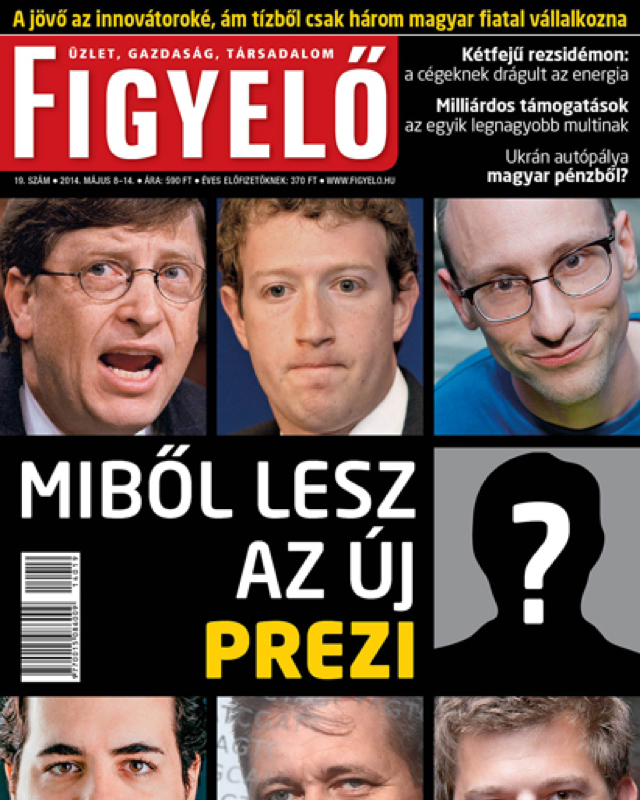 A jövő az innovátoroké, ám tízből csak három magyar fiatal vállalkozna
ÜZLET, GAZDASÁG, TÁRSADALOM
FIGYELŐ
19. SZÁM • 2014. MÁJUS 8–14. • ÁRA: 590 FT • ÉVES ELŐFIZETŐKNEK: 370 FT • WWW.FIGYELO.HU
Kétfejű rezsidémon:
a cégeknek drágult az energia
Milliárdos támogatások
az egyik legnagyobb multinak
Ukrán autópálya
magyar pénzből?
MIBŐL LESZ
AZ ÚJ
PREZI
?
14019
9770015086009